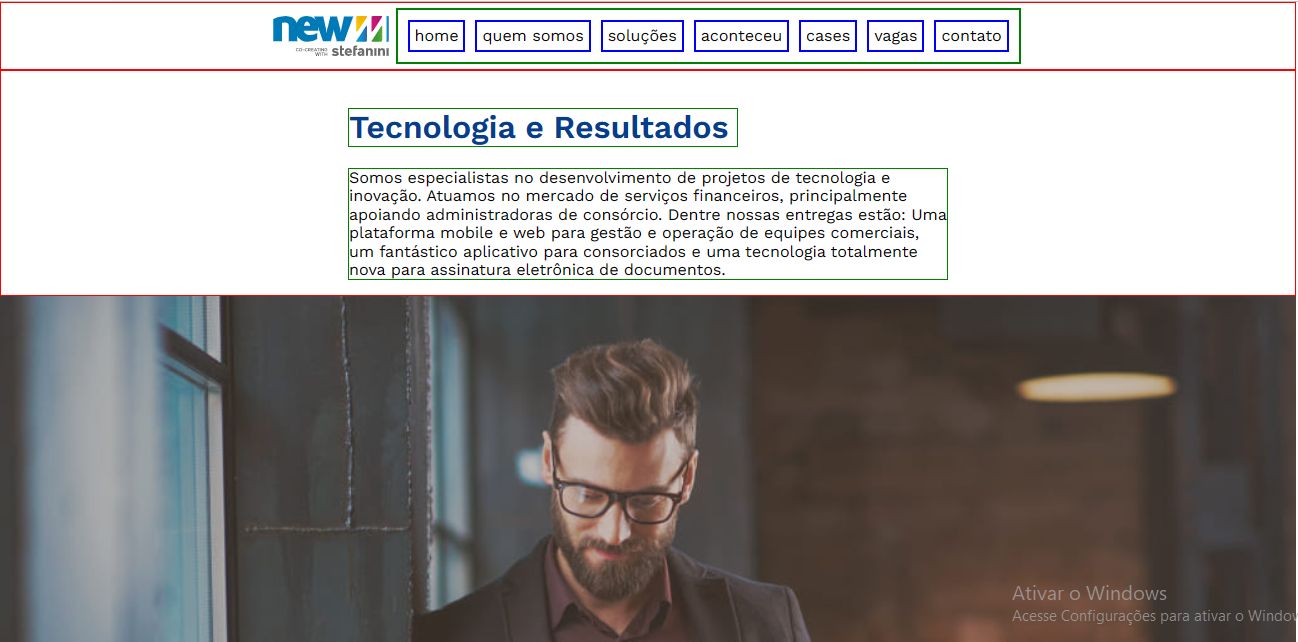 new
CO-CREATING
WITH stefanini
home quem somos soluções aconteceu cases vagas contato
Tecnologia e Resultados
Somos especialistas no desenvolvimento de projetos de tecnologia e
inovação. Atuamos no mercado de serviços financeiros, principalmente
apoiando administradoras de consórcio. Dentre nossas entregas estão: Uma
plataforma mobile e web para gestão e operação de equipes comerciais,
um fantástico aplicativo para consorciados e uma tecnologia totalmente
nova para assinatura eletrônica de documentos.
Ativar o Windows
Acesse Configurações para ativar o Window